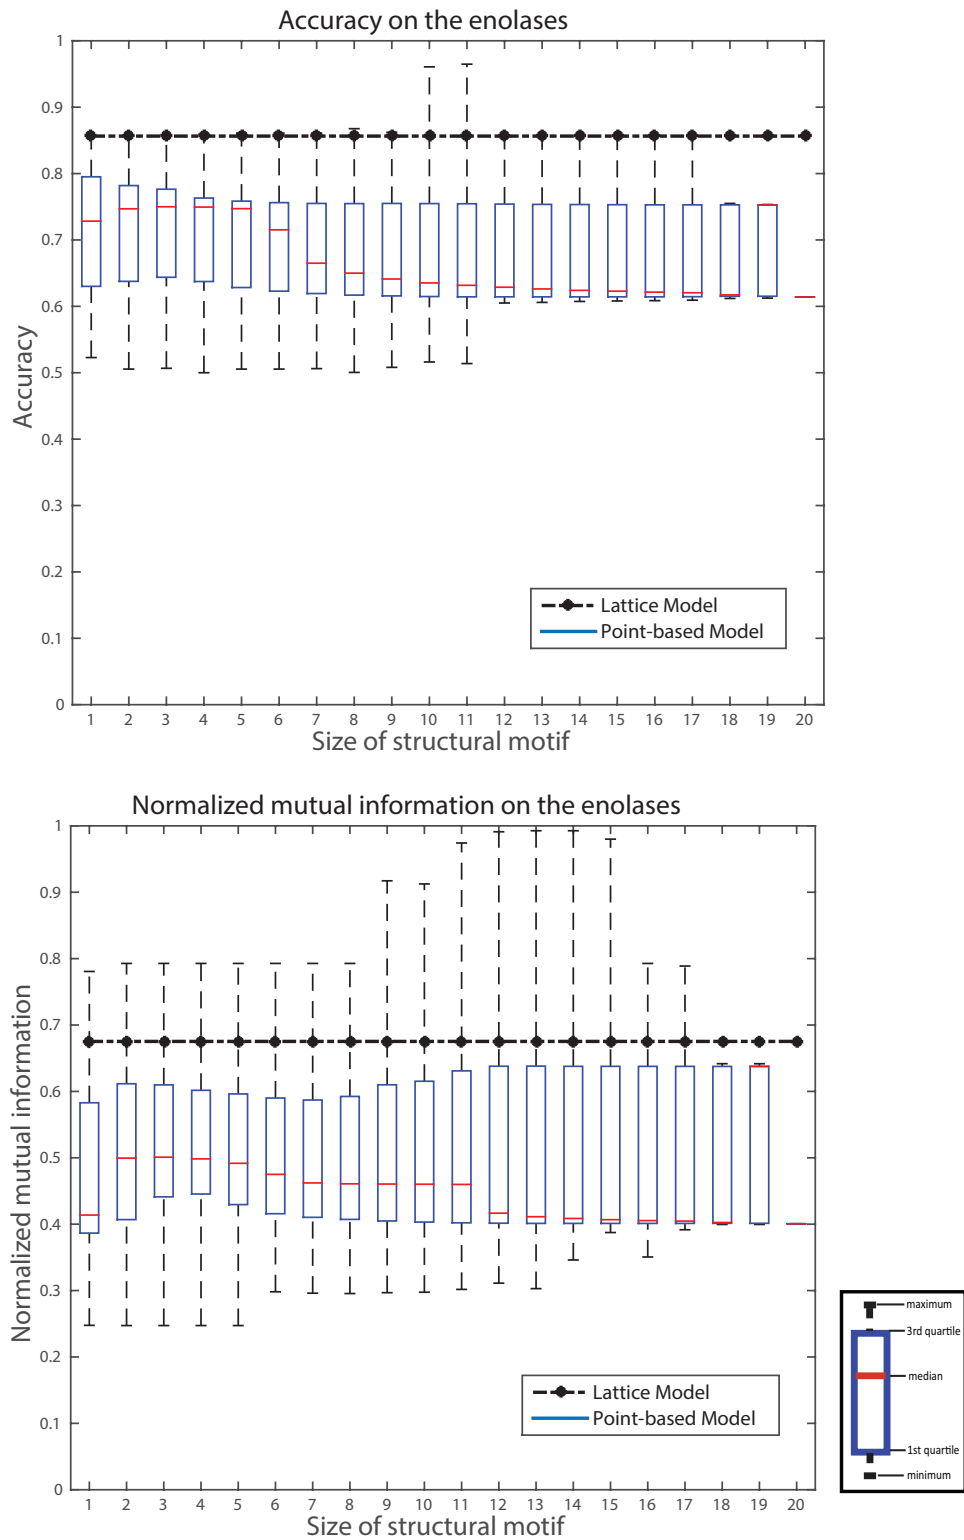 Accuracy on the enolases
1
0.9
0.8
0.7
0.6
0.5
0.4
0.3
0.2
0.1
0
Accuracy
Lattice Model
Point-based Model
1 2 3 4 5 6 7 8 9 10 11 12 13 14 15 16 17 18 19 20
Size of structural motif
Normalized mutual information on the enolases
1
0.9
0.8
0.7
0.6
0.5
0.4
0.3
0.2
0.1
0
Normalized mutual information
Lattice Model
Point-based Model
1 2 3 4 5 6 7 8 9 10 11 12 13 14 15 16 17 18 19 20
Size of structural motif
maximum
3rd quartile
median
1st quartile
minimum